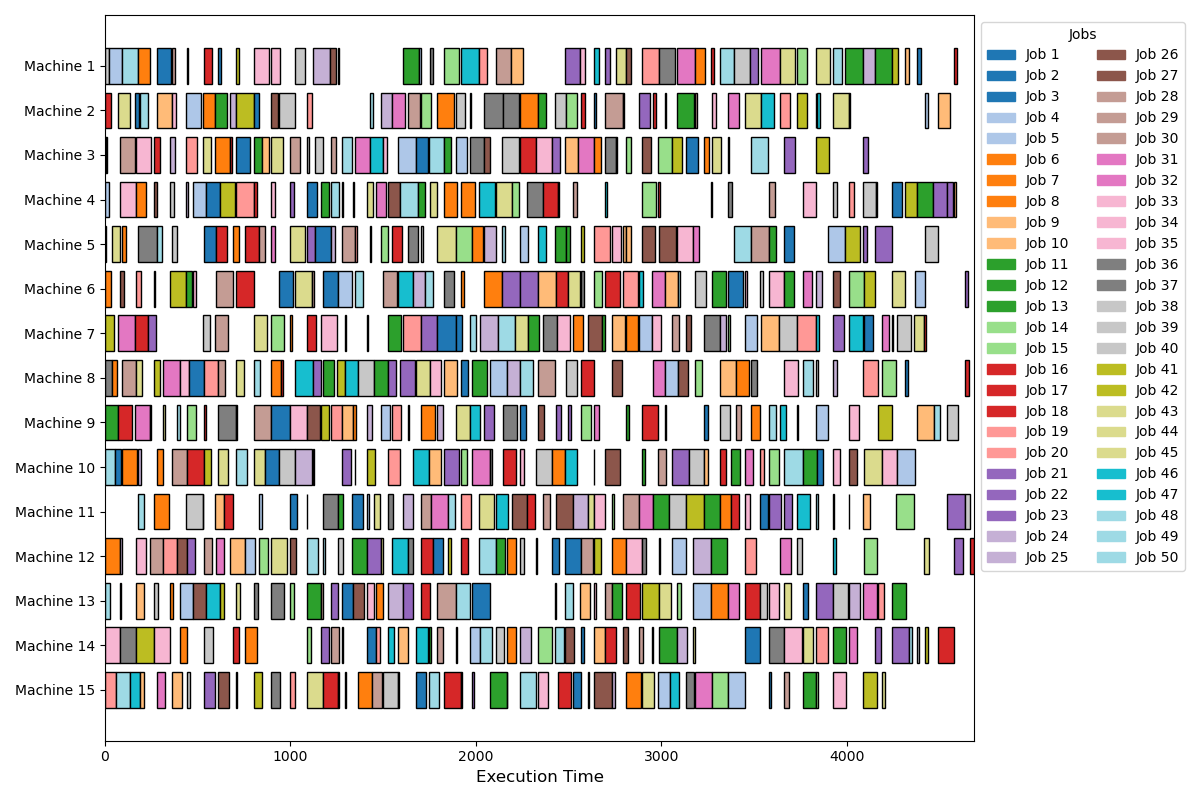 Machine 1
Machine 2
Machine 3
Machine 4
Machine 5
Machine 6
Machine 7
Machine 8
Machine 9
Machine 10
Machine 11
Machine 12
Machine 13
Machine 14
Machine 15
0 1000 2000 3000 4000
Execution Time
Jobs
Job 1
Job 2
Job 3
Job 4
Job 5
Job 6
Job 7
Job 8
Job 9
Job 10
Job 11
Job 12
Job 13
Job 14
Job 15
Job 16
Job 17
Job 18
Job 19
Job 20
Job 21
Job 22
Job 23
Job 24
Job 25
Job 26
Job 27
Job 28
Job 29
Job 30
Job 31
Job 32
Job 33
Job 34
Job 35
Job 36
Job 37
Job 38
Job 39
Job 40
Job 41
Job 42
Job 43
Job 44
Job 45
Job 46
Job 47
Job 48
Job 49
Job 50